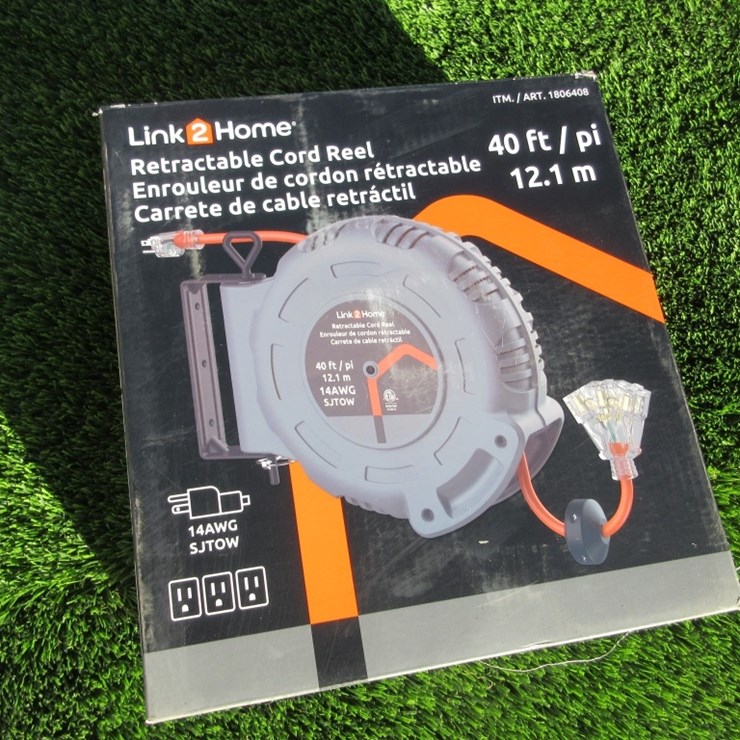 ITM. / ART. 1806408
Link2Home®
Retractable Cord Reel
Enrouleur de cordon rétractable
Carrete de cable retráctil
40 ft / pi
12.1 m
Link2Home
Retractable Cord Reel
Enrouleur de cordon rétractable
Carrete de cable retráctil
40 ft / pi
12.1 m
14AWG
SJTOW
14AWG
SJTOW